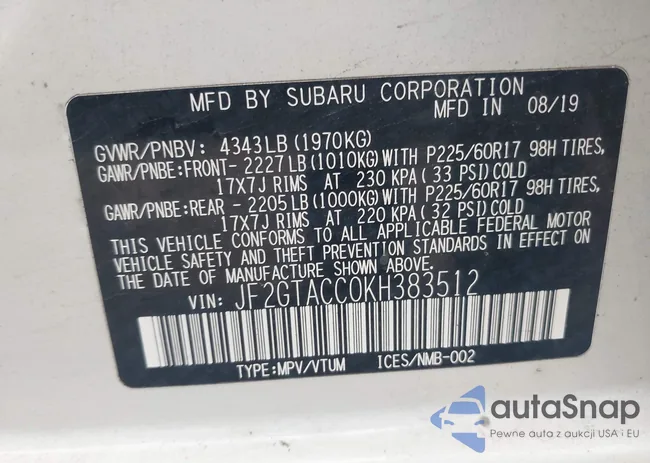 MFD BY SUBARU CORPORATION
MFD IN 08/19
GVWR/PNBV: 4343LB (1970KG)
GAWR/PNBE:FRONT- 2227LB (1010KG)WITH P225/60R17 98H TIRES,
17X7J RIMS AT 230 KPA ( 33 PSI) COLD
GAWR/PNBE:REAR - 2205LB (1000KG)WITH P225/60R17 98H TIRES,
17X7J RIMS AT 220 KPA ( 32 PSI) COLD
THIS VEHICLE CONFORMS TO ALL APPLICABLE FEDERAL MOTOR
VEHICLE SAFETY AND THEFT PREVENTION STANDARDS IN EFFECT ON
THE DATE OF MANUFACTURE SHOWN ABOVE.
VIN: JF2GTACC0KH383512
TYPE:MPV/VTUM ICES/NMB-002
autoSnap
Pewne auta z aukcji USA i EU